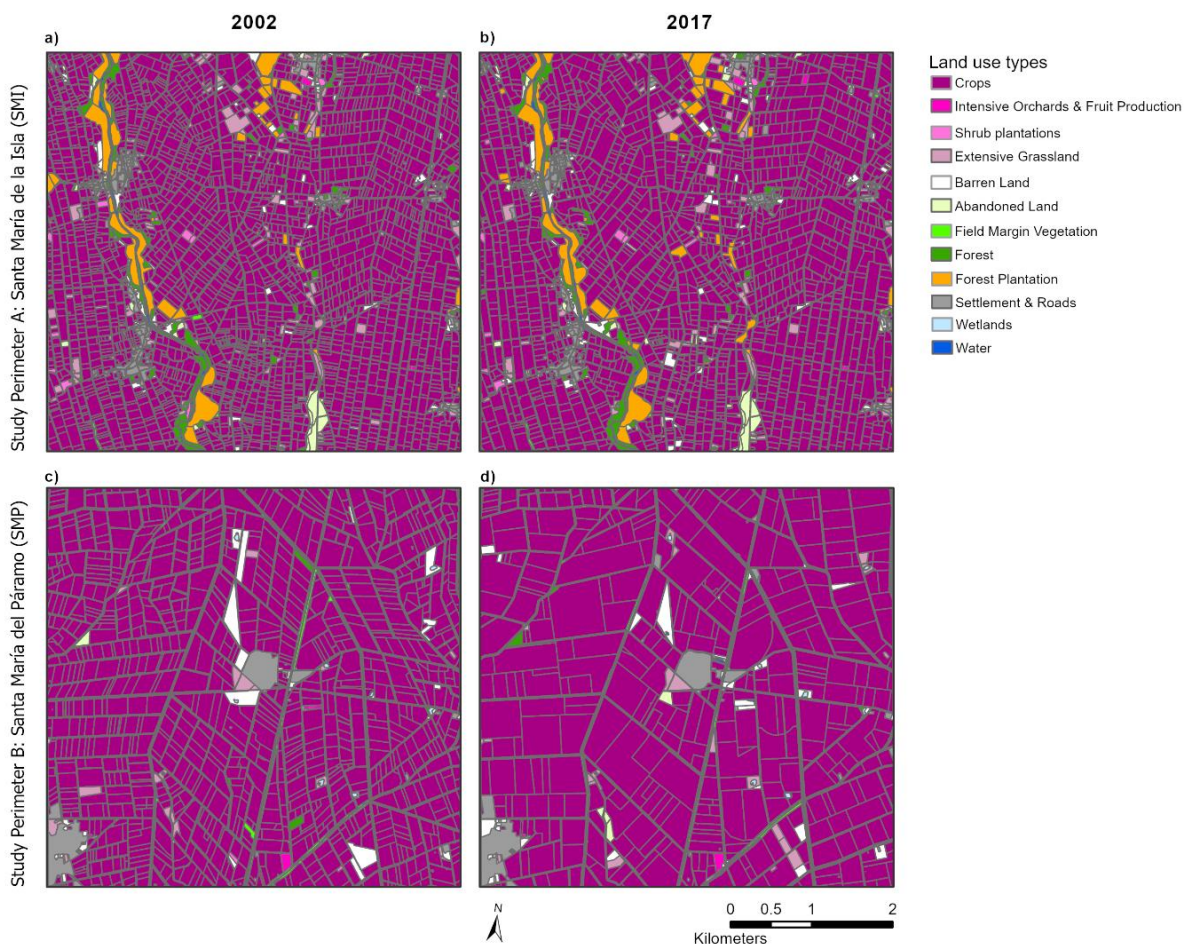 2002
2017
a)
b)
Study Perimeter A: Santa María de la Isla (SMI)
Land use types
Crops
Intensive Orchards & Fruit Production
Shrub plantations
Extensive Grassland
Barren Land
Abandoned Land
Field Margin Vegetation
Forest
Forest Plantation
Settlement & Roads
Wetlands
Water
c)
d)
Study Perimeter B: Santa María del Páramo (SMP)
N
0 0.5 1 2
Kilometers